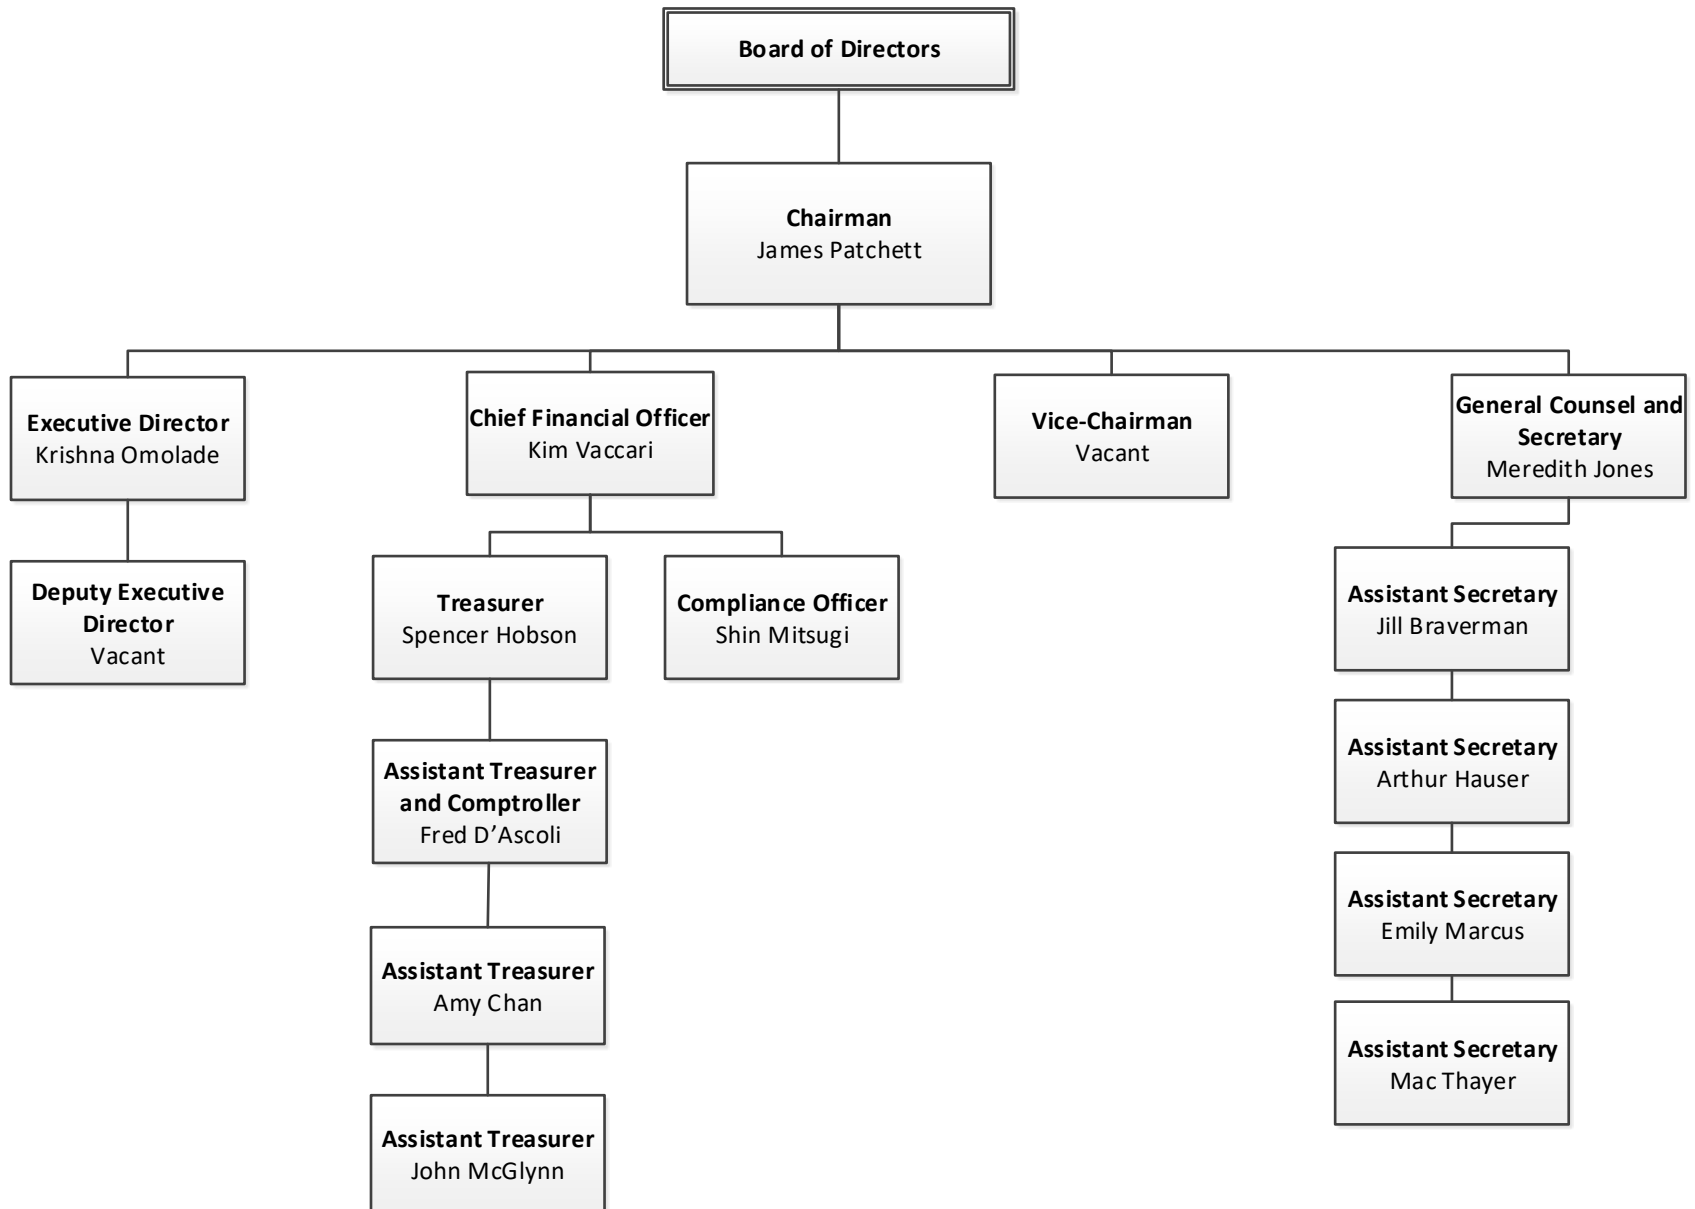 Board of Directors
Chairman
James Patchett
Executive Director
Krishna Omolade
Chief Financial Officer
Kim Vaccari
Vice-Chairman
Vacant
General Counsel and
Secretary
Meredith Jones
Deputy Executive
Director
Vacant
Treasurer
Spencer Hobson
Compliance Officer
Shin Mitsugi
Assistant Secretary
Jill Braverman
Assistant Treasurer
and Comptroller
Fred D’Ascoli
Assistant Secretary
Arthur Hauser
Assistant Treasurer
Amy Chan
Assistant Secretary
Emily Marcus
Assistant Treasurer
John McGlynn
Assistant Secretary
Mac Thayer